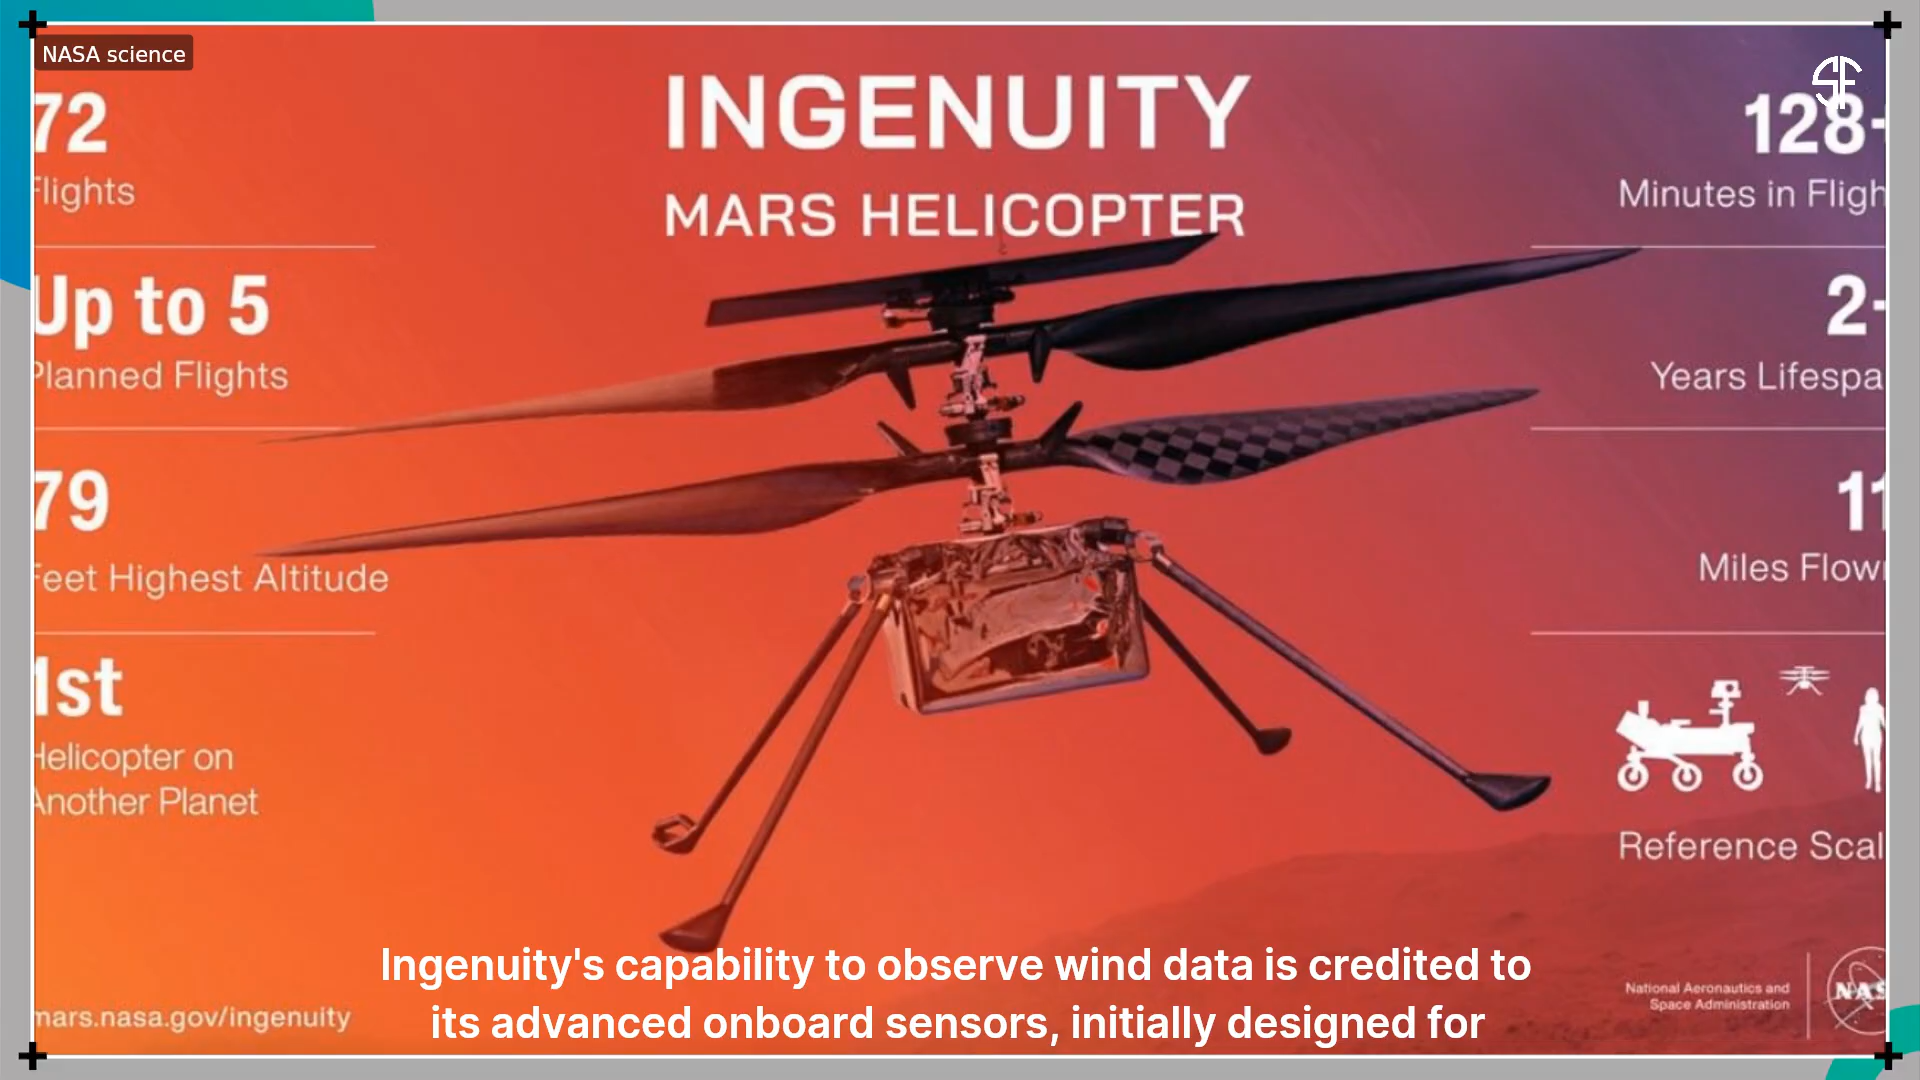 NASA science
INGENUITY
MARS HELICOPTER
72
Flights
Up to 5
Planned Flights
79
Feet Highest Altitude
1st
Helicopter on
Another Planet
mars.nasa.gov/ingenuity
128
Minutes in Fligh
2
Years Lifespa
11
Miles Flow
Reference Scal
National Aeronautics and
Space Administration
NAS
Ingenuity's capability to observe wind data is credited to
its advanced onboard sensors, initially designed for